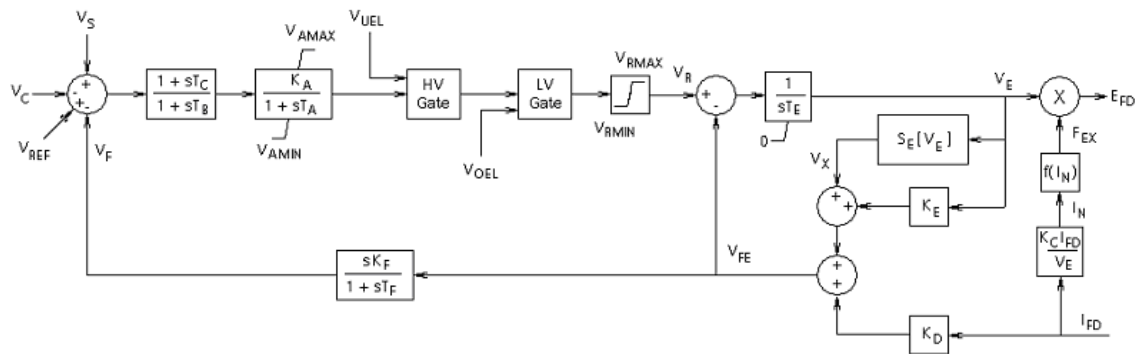 V_S
V_C
V_REF
V_F
+
-
+
-
1 + sT_C
1 + sT_B
V_AMAX
K_A
1 + sT_A
V_AMIN
V_UEL
HV
Gate
LV
Gate
V_OEL
V_RMAX
V_RMIN
V_R
+
-
1
sT_E
0
V_E
X
E_FD
F_EX
f(I_N)
I_N
K_C I_FD
V_E
I_FD
S_E[V_E]
V_X
+
+
K_E
V_FE
+
+
K_D
sK_F
1 + sT_F